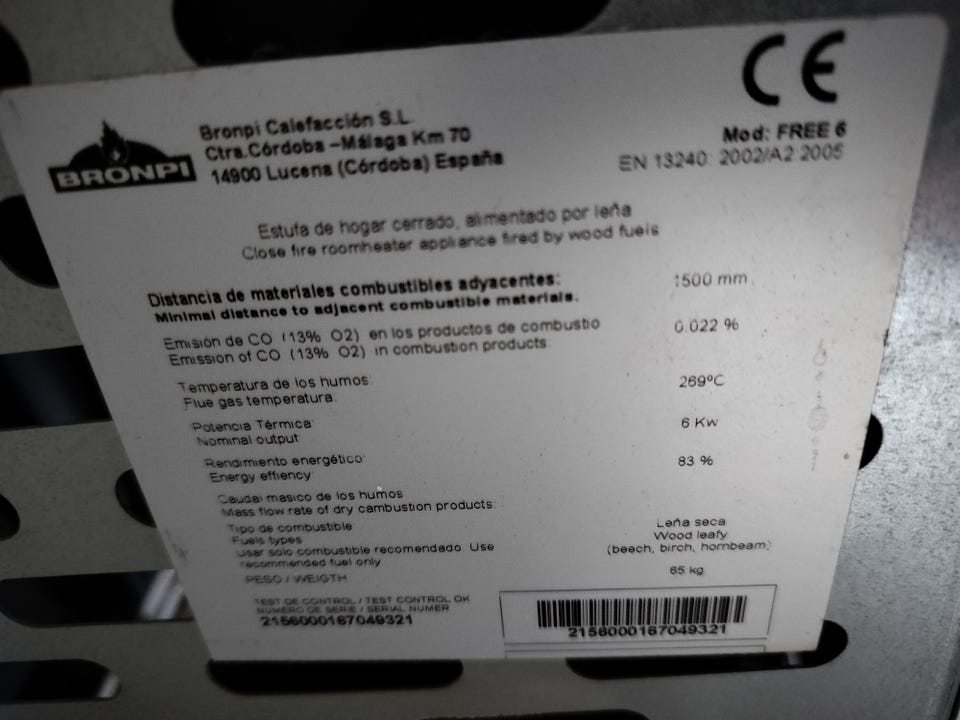 BRONPI
Bronpi Calefacción S.L.
Ctra.Córdoba –Málaga Km 70
14900 Lucena (Córdoba) España
CE
Mod: FREE 6
EN 13240: 2002/A2:2005
Estufa de hogar cerrado, alimentado por leña
Close fire roomheater appliance fired by wood fuels
Distancia de materiales combustibles adyacentes: 1500 mm
Minimal distance to adjacent combustible materials.
Emisión de CO (13% O2) en los productos de combustio 0.022 %
Emission of CO (13% O2) in combustion products
Temperatura de los humos: 269ºC
Flue gas temperature.
Potencia Térmica 6 Kw
Nominal output
Rendimiento energético: 83 %
Energy effiency
Caudal masico de los humos
Mass flow rate of dry cambustion products:
Tipo de combustible Leña seca
Fuels types Wood leafy
Usar solo combustible recomendado. Use (beech, birch, hornbeam)
recommended fuel only
PESO / WEIGTH 65 kg
TEST DE CONTROL / TEST CONTROL OK
NUMERO DE SERIE / SERIAL NUMER
2156000167049321
2156000167049321